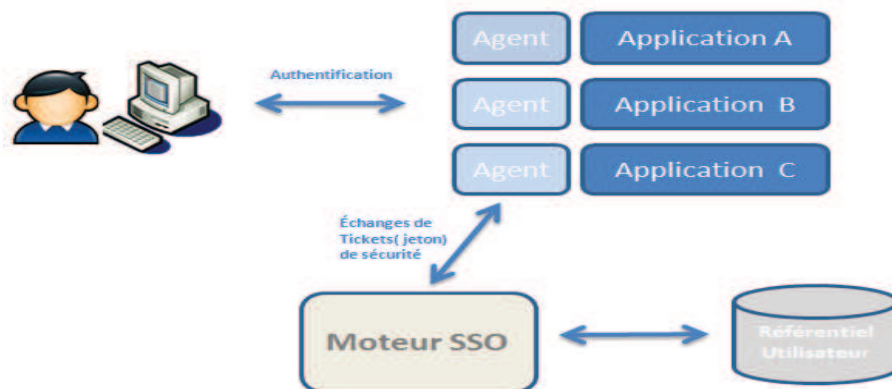 Agent
Application A
Authentification
Agent
Application B
Agent
Application C
Échanges de
Tickets( jeton)
de sécurité
Moteur SSO
Référentiel
Utilisateur